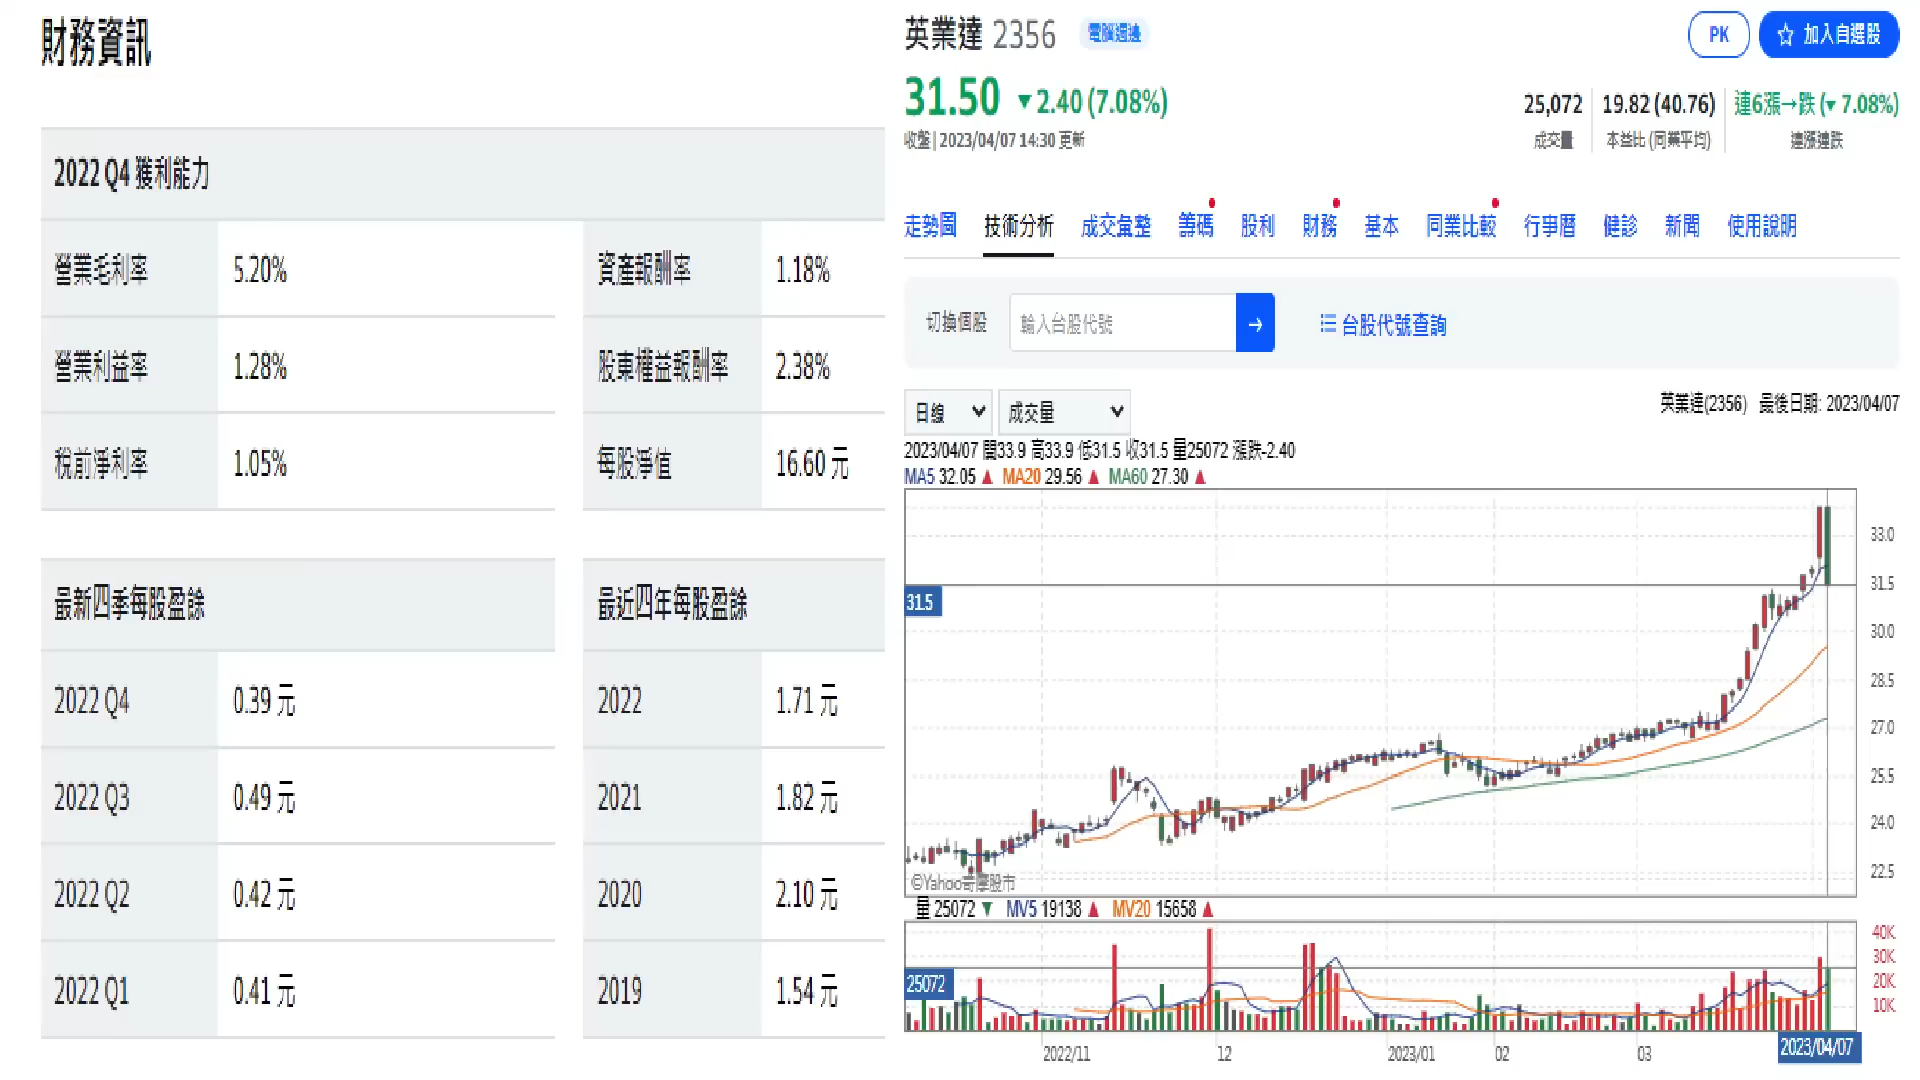 財務資訊
2022 Q4 獲利能力
營業毛利率 5.20% 資產報酬率 1.18%
營業利益率 1.28% 股東權益報酬率 2.38%
稅前淨利率 1.05% 每股淨值 16.60 元
最新四季每股盈餘 最近四年每股盈餘
2022 Q4 0.39 元 2022 1.71 元
2022 Q3 0.49 元 2021 1.82 元
2022 Q2 0.42 元 2020 2.10 元
2022 Q1 0.41 元 2019 1.54 元
英業達 2356 電腦週邊 PK 加入自選股
31.50 ▼ 2.40 (7.08%)
收盤 | 2023/04/07 14:30 更新
25,072 19.82 (40.76) 連6漲→跌 (▼ 7.08%)
成交量 本益比 (同業平均) 連漲連跌
走勢圖 技術分析 成交彙整 籌碼 股利 財務 基本 同業比較 行事曆 健診 新聞 使用說明
切換個股 輸入台股代號 → 台股代號查詢
日線 成交量
英業達(2356) 最後日期: 2023/04/07
2023/04/07 開33.9 高33.9 低31.5 收31.5 量25072 漲跌-2.40
MA5 32.05 ▲ MA20 29.56 ▲ MA60 27.30 ▲
33.0
31.5
31.5
30.0
28.5
27.0
25.5
24.0
22.5
©Yahoo奇摩股市
量 25072 ▼ MV5 19138 ▲ MV20 15658 ▲
40K
30K
20K
10K
25072
2022/11 12 2023/01 02 03 2023/04/07